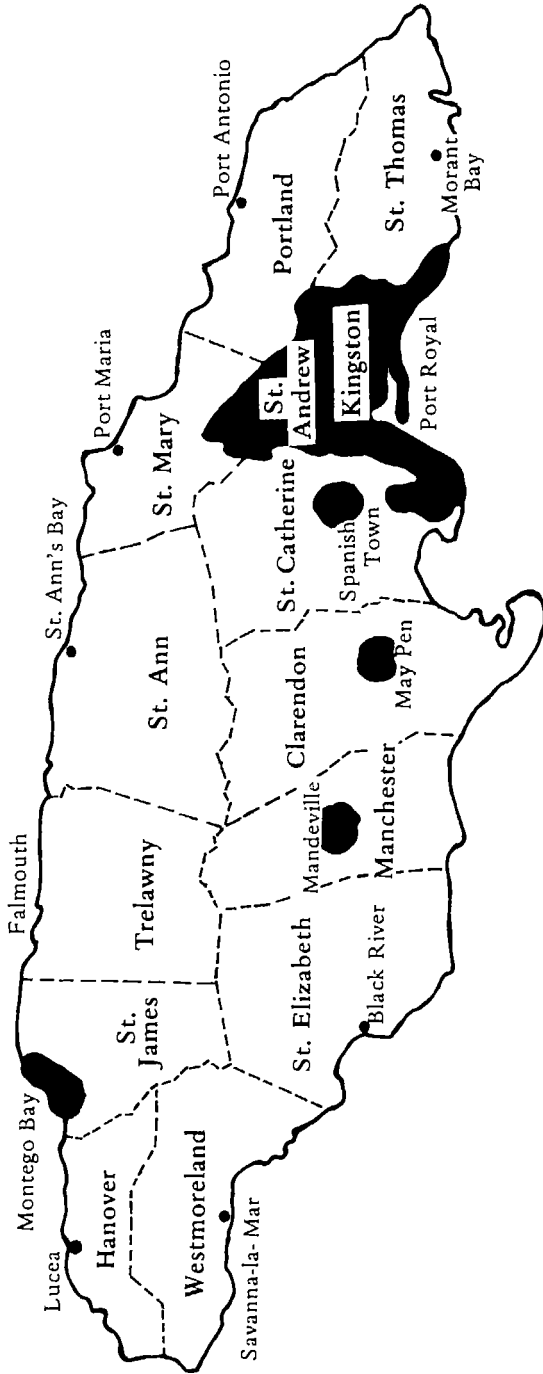 Lucea
Montego Bay
Falmouth
St. Ann's Bay
Port Maria
Port Antonio
Hanover
St.
James
Trelawny
St. Ann
St. Mary
Portland
Westmoreland
Savanna-la-Mar
St. Elizabeth
Black River
Mandeville
Manchester
Clarendon
May Pen
St. Catherine
Spanish
Town
St.
Andrew
Kingston
Port Royal
St. Thomas
Morant
Bay